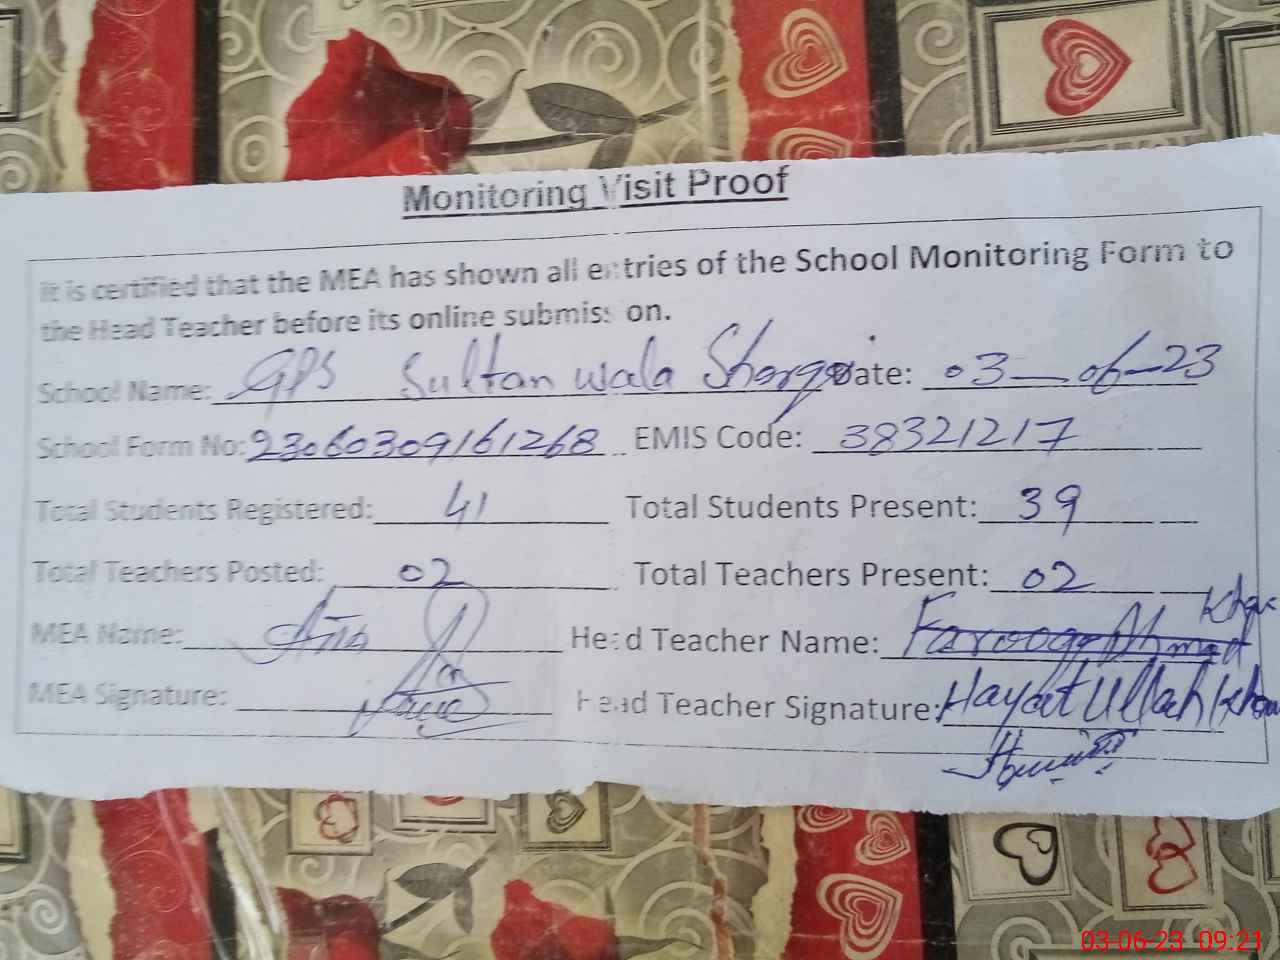 Monitoring Visit Proof
It is certified that the MEA has shown all entries of the School Monitoring Form to
the Head Teacher before its online submission.
School Name: GPS Sultan wala Sharqi Date: 03-06-23
School Form No: 23060309161268 EMIS Code: 38321217
Total Students Registered: 41 Total Students Present: 39
Total Teachers Posted: 02 Total Teachers Present: 02
MEA Name: Head Teacher Name: Farooq Ahmad
MEA Signature: Head Teacher Signature: Hayat Ullah Khan
03-06-23 09:21